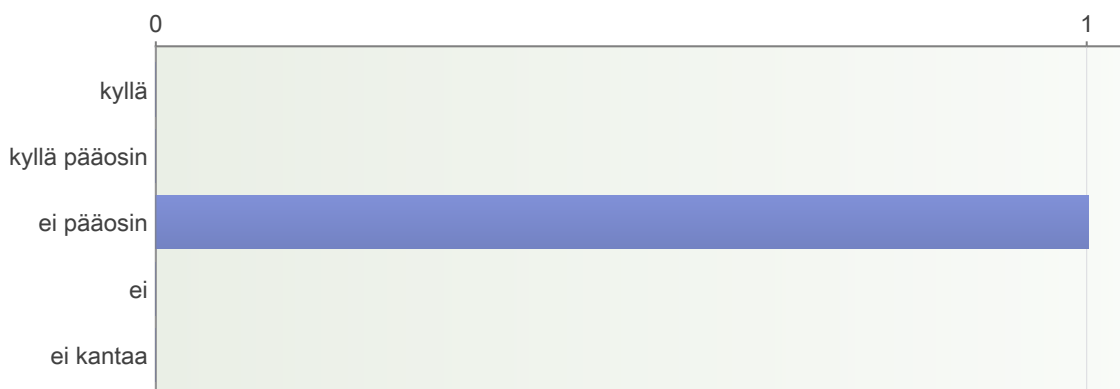 0 1
kyllä
kyllä pääosin
ei pääosin
ei
ei kantaa